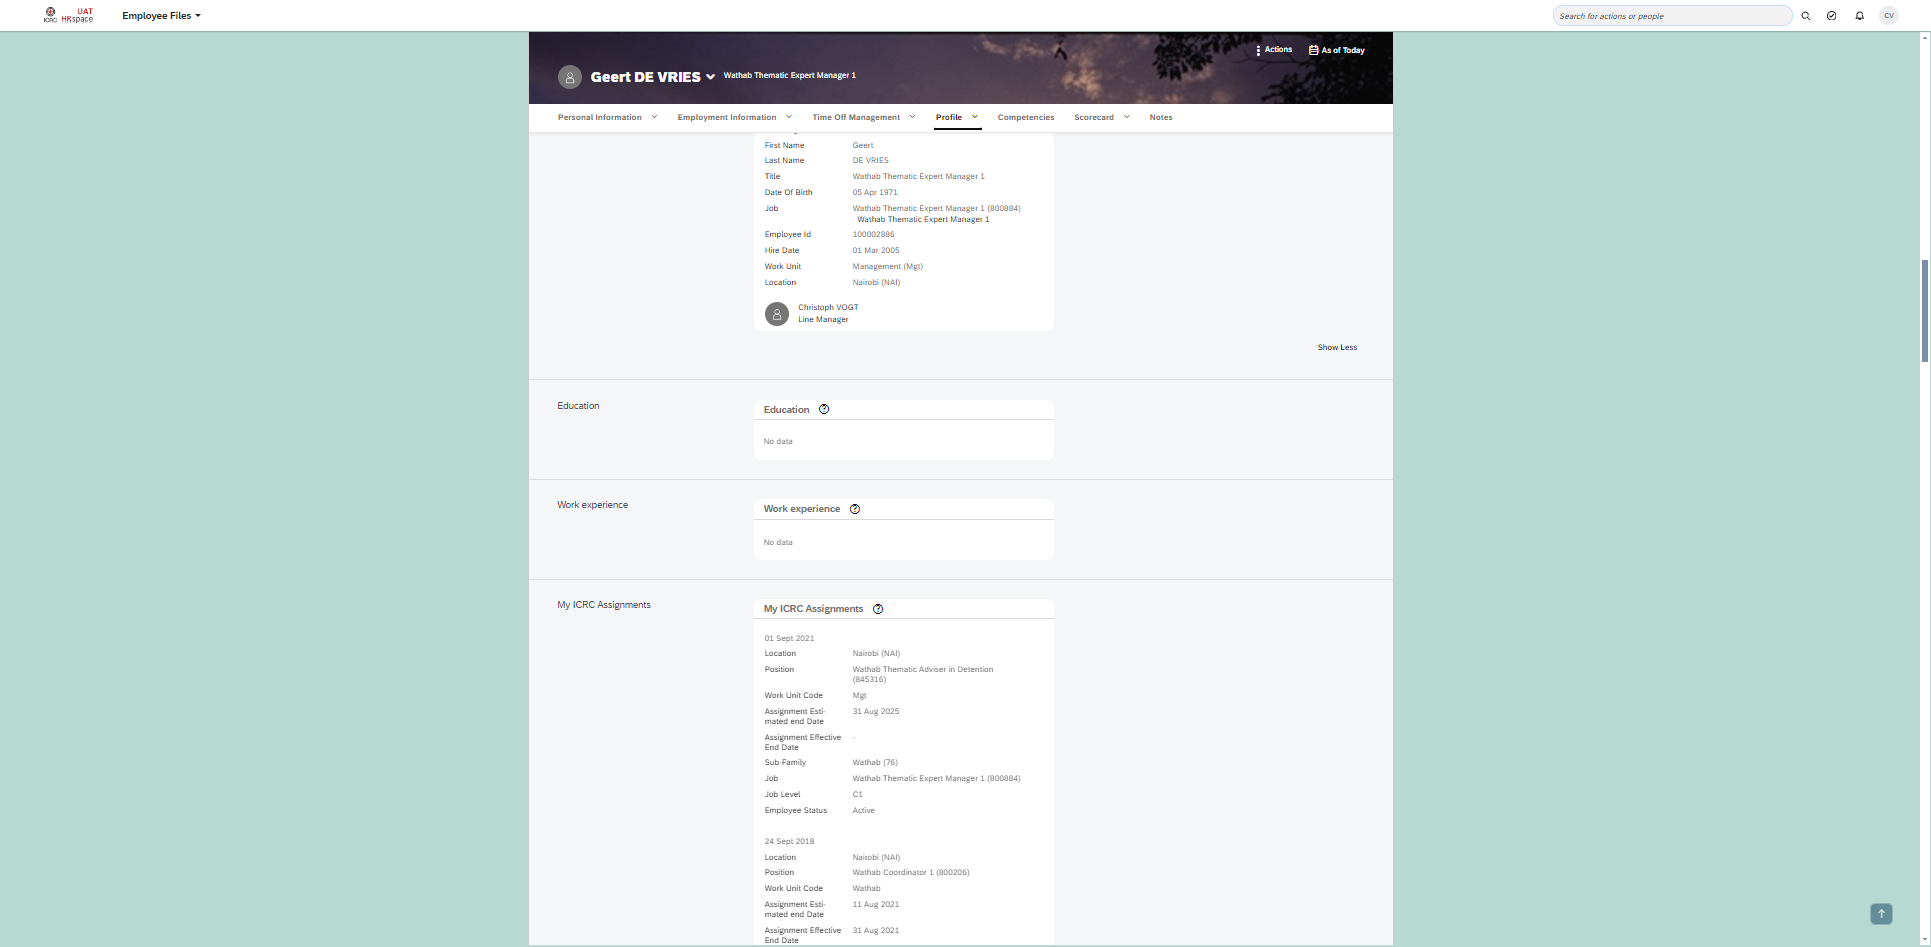 UAT
ICRC HRspace
Employee Files
Search for actions or people
CV
Actions
As of Today
Geert DE VRIES
Wathab Thematic Expert Manager 1
Personal Information
Employment Information
Time Off Management
Profile
Competencies
Scorecard
Notes
First Name Geert
Last Name DE VRIES
Title Wathab Thematic Expert Manager 1
Date Of Birth 05 Apr 1971
Job Wathab Thematic Expert Manager 1 (800884)
Wathab Thematic Expert Manager 1
Employee Id 100002886
Hire Date 01 Mar 2005
Work Unit Management (Mgt)
Location Nairobi (NAI)
Christoph VOGT
Line Manager
Show Less
Education
Education
No data
Work experience
Work experience
No data
My ICRC Assignments
My ICRC Assignments
01 Sept 2021
Location Nairobi (NAI)
Position Wathab Thematic Adviser in Detention
(845316)
Work Unit Code Mgt
Assignment Esti- 31 Aug 2025
mated end Date
Assignment Effective -
End Date
Sub-Family Wathab (76)
Job Wathab Thematic Expert Manager 1 (800884)
Job Level C1
Employee Status Active
24 Sept 2018
Location Nairobi (NAI)
Position Wathab Coordinator 1 (800206)
Work Unit Code Wathab
Assignment Esti- 11 Aug 2021
mated end Date
Assignment Effective 31 Aug 2021
End Date